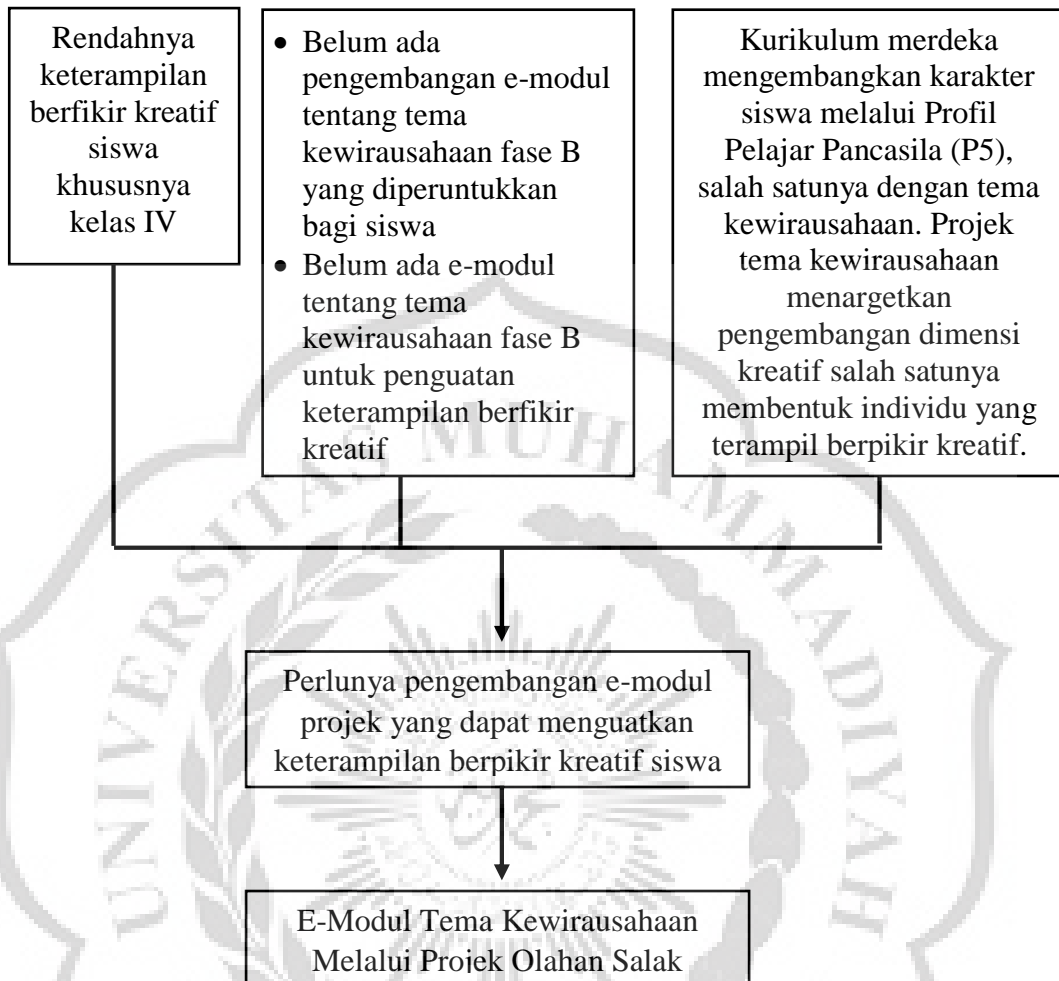 Rendahnya
keterampilan
berfikir kreatif
siswa
khususnya
kelas IV
• Belum ada
pengembangan e-modul
tentang tema
kewirausahaan fase B
yang diperuntukkan
bagi siswa
• Belum ada e-modul
tentang tema
kewirausahaan fase B
untuk penguatan
keterampilan berfikir
kreatif
Kurikulum merdeka
mengembangkan karakter
siswa melalui Profil
Pelajar Pancasila (P5),
salah satunya dengan tema
kewirausahaan. Projek
tema kewirausahaan
menargetkan
pengembangan dimensi
kreatif salah satunya
membentuk individu yang
terampil berpikir kreatif.
UNIVERSITAS MUHAMMADIYAH
Perlunya pengembangan e-modul
projek yang dapat menguatkan
keterampilan berpikir kreatif siswa
E-Modul Tema Kewirausahaan
Melalui Projek Olahan Salak